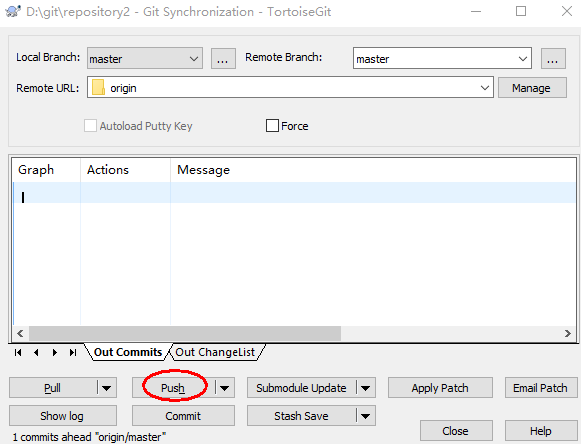 D:\git\repository2 - Git Synchronization - TortoiseGit
Local Branch: master ... Remote Branch: master ...
Remote URL: origin Manage
Autoload Putty Key Force
Graph Actions Message
Out Commits Out ChangeList
Pull Push Submodule Update Apply Patch Email Patch
Show log Commit Stash Save
Close Help
1 commits ahead "origin/master"